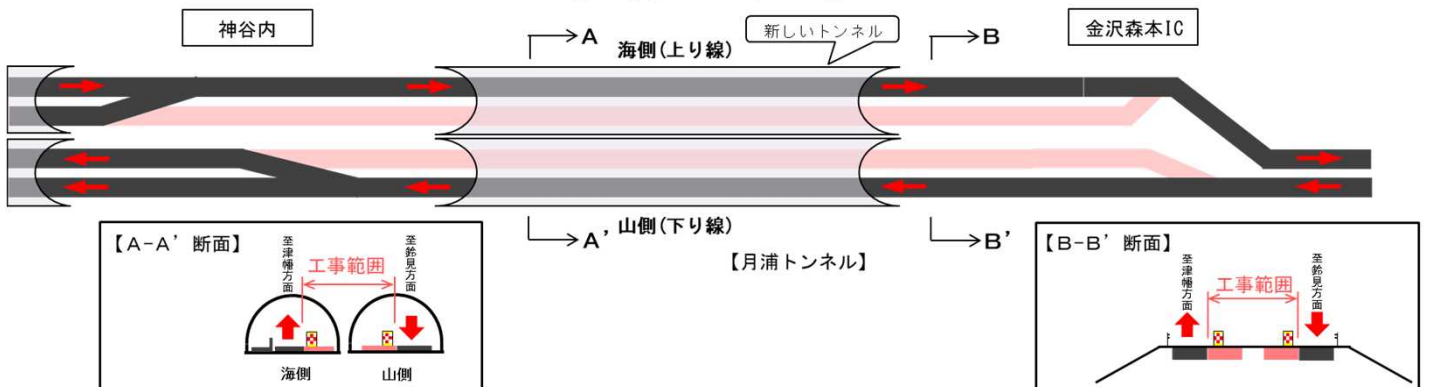 神谷内
A
海側(上り線)
新しいトンネル
B
金沢森本IC
A'
山側(下り線)
【月浦トンネル】
B'
【A-A' 断面】
至津幡方面
工事範囲
至鈴見方面
海側
山側
【B-B' 断面】
至津幡方面
工事範囲
至鈴見方面